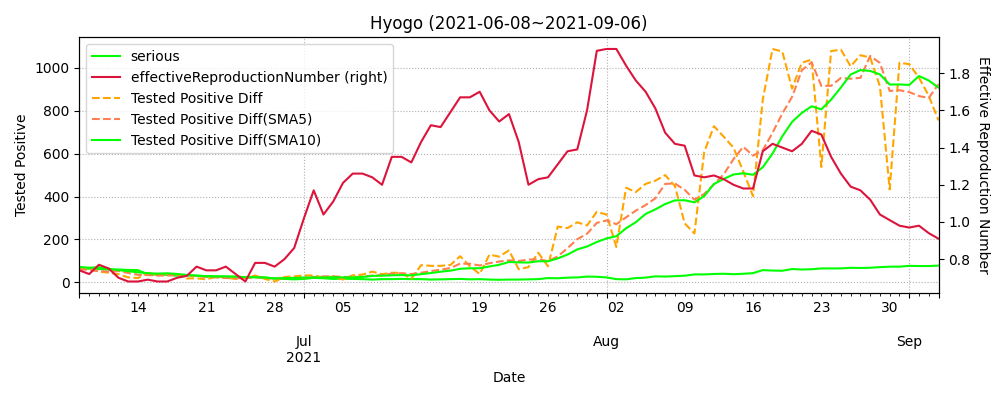 Hyogo (2021-06-08~2021-09-06)
serious
effectiveReproductionNumber (right)
Tested Positive Diff
Tested Positive Diff(SMA5)
Tested Positive Diff(SMA10)
Tested Positive
1000
800
600
400
200
0
1.8
1.6
1.4
1.2
1.0
0.8
Effective Reproduction Number
14 21 28 05 12 19 26 02 09 16 23 30
Jul Aug Sep
2021
Date